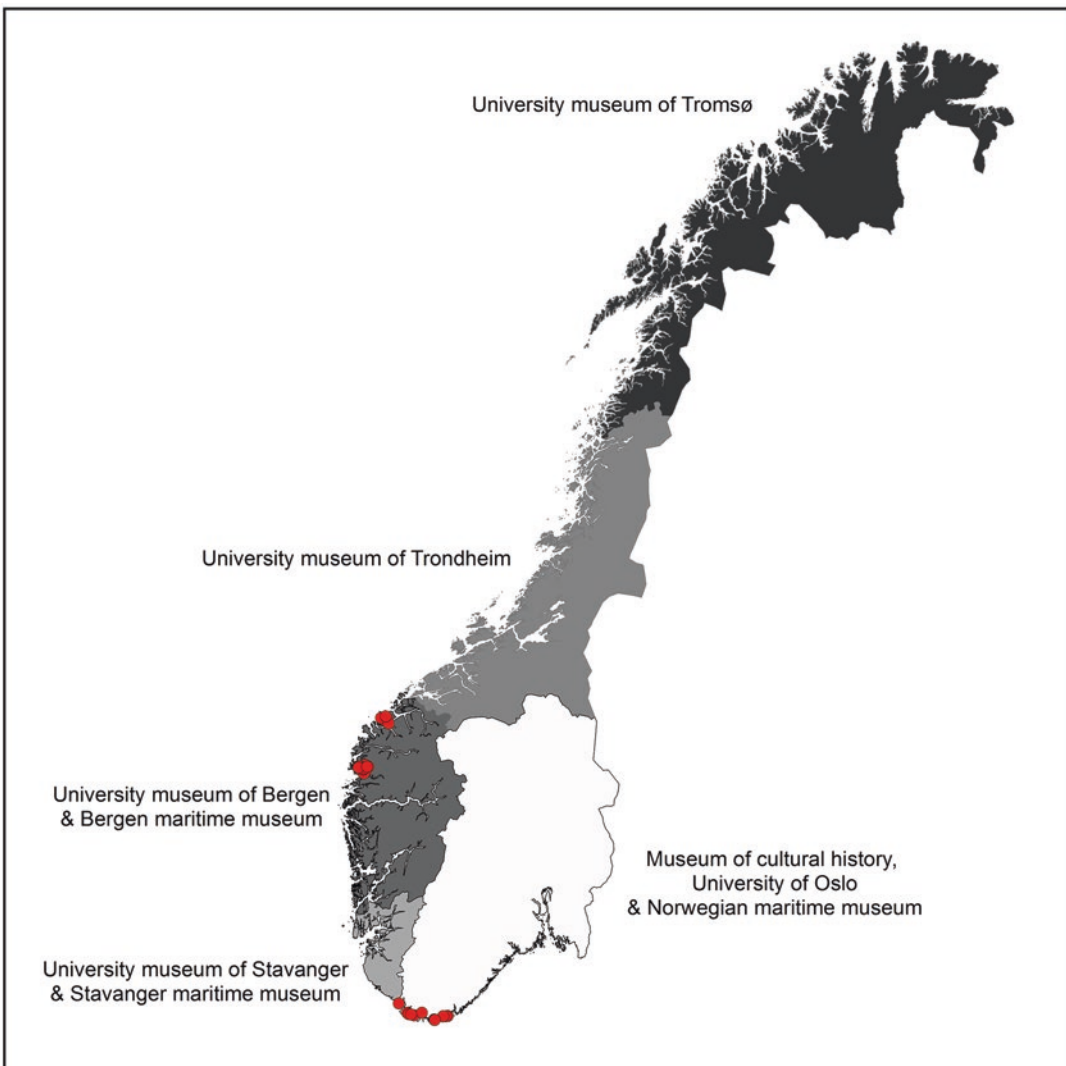 University museum of Tromsø
University museum of Trondheim
University museum of Bergen
& Bergen maritime museum
Museum of cultural history,
University of Oslo
& Norwegian maritime museum
University museum of Stavanger
& Stavanger maritime museum